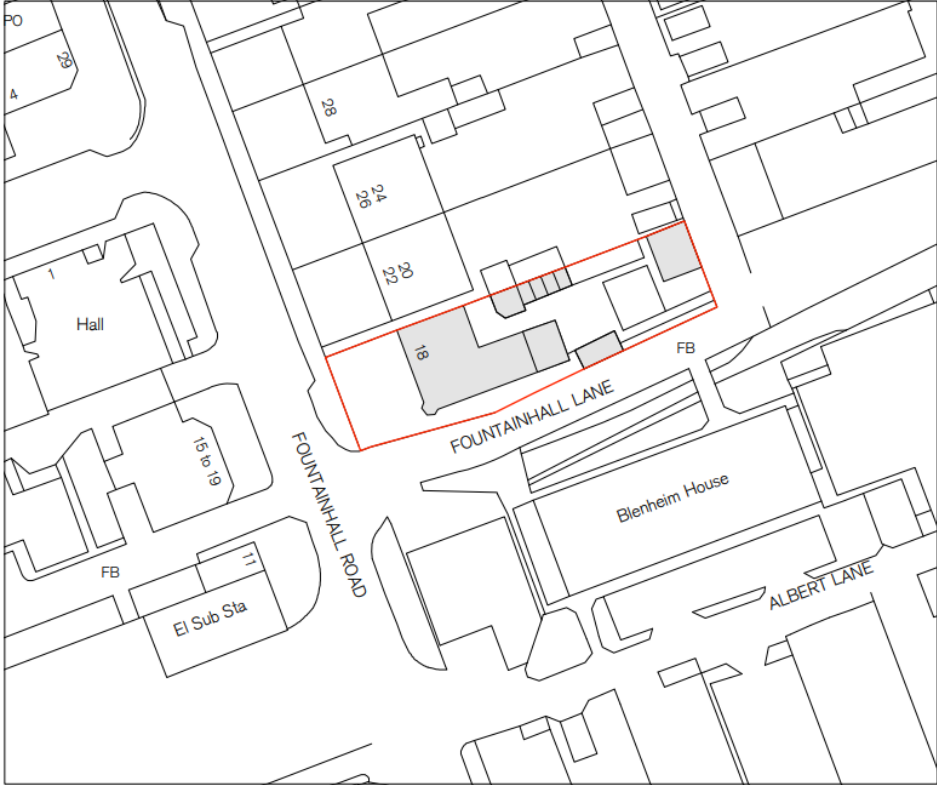 PO
29
4
28
24
26
20
22
1
Hall
18
FB
FOUNTAINHALL LANE
15 to 19
FOUNTAINHALL ROAD
Blenheim House
FB
11
El Sub Sta
ALBERT LANE